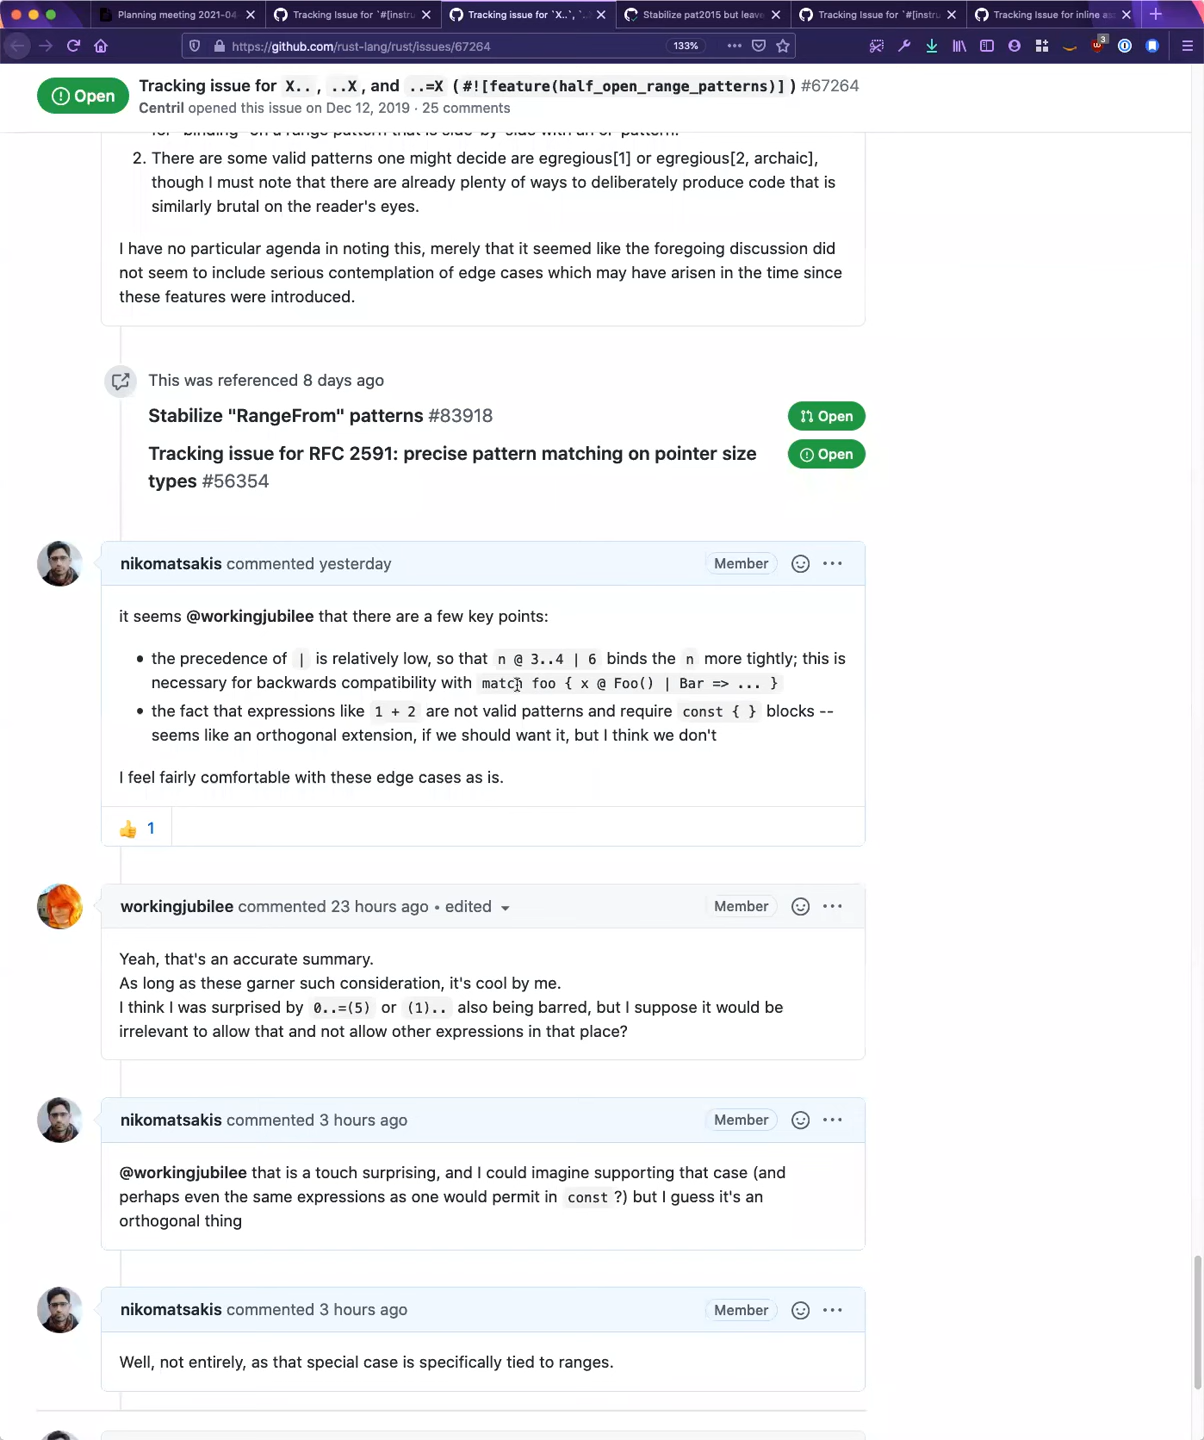 Planning meeting 2021-04
Tracking Issue for `#[instru
Tracking issue for `X..`, `..
Stabilize pat2015 but leave
Tracking Issue for `#[instru
Tracking Issue for inline as
https://github.com/rust-lang/rust/issues/67264
133%
3
Open
Tracking issue for X.., ..X, and ..=X (#![feature(half_open_range_patterns)]) #67264
Centril opened this issue on Dec 12, 2019 · 25 comments
for "binding" on a range pattern that is side-by-side with an or-pattern.
2. There are some valid patterns one might decide are egregious[1] or egregious[2, archaic],
though I must note that there are already plenty of ways to deliberately produce code that is
similarly brutal on the reader's eyes.
I have no particular agenda in noting this, merely that it seemed like the foregoing discussion did
not seem to include serious contemplation of edge cases which may have arisen in the time since
these features were introduced.
This was referenced 8 days ago
Stabilize "RangeFrom" patterns #83918
Open
Tracking issue for RFC 2591: precise pattern matching on pointer size
types #56354
Open
nikomatsakis commented yesterday
Member
it seems @workingjubilee that there are a few key points:
• the precedence of | is relatively low, so that n @ 3..4 | 6 binds the n more tightly; this is
necessary for backwards compatibility with match foo { x @ Foo() | Bar => ... }
• the fact that expressions like 1 + 2 are not valid patterns and require const { } blocks --
seems like an orthogonal extension, if we should want it, but I think we don't
I feel fairly comfortable with these edge cases as is.
👍 1
workingjubilee commented 23 hours ago • edited
Member
Yeah, that's an accurate summary.
As long as these garner such consideration, it's cool by me.
I think I was surprised by 0..=(5) or (1).. also being barred, but I suppose it would be
irrelevant to allow that and not allow other expressions in that place?
nikomatsakis commented 3 hours ago
Member
@workingjubilee that is a touch surprising, and I could imagine supporting that case (and
perhaps even the same expressions as one would permit in const ?) but I guess it's an
orthogonal thing
nikomatsakis commented 3 hours ago
Member
Well, not entirely, as that special case is specifically tied to ranges.